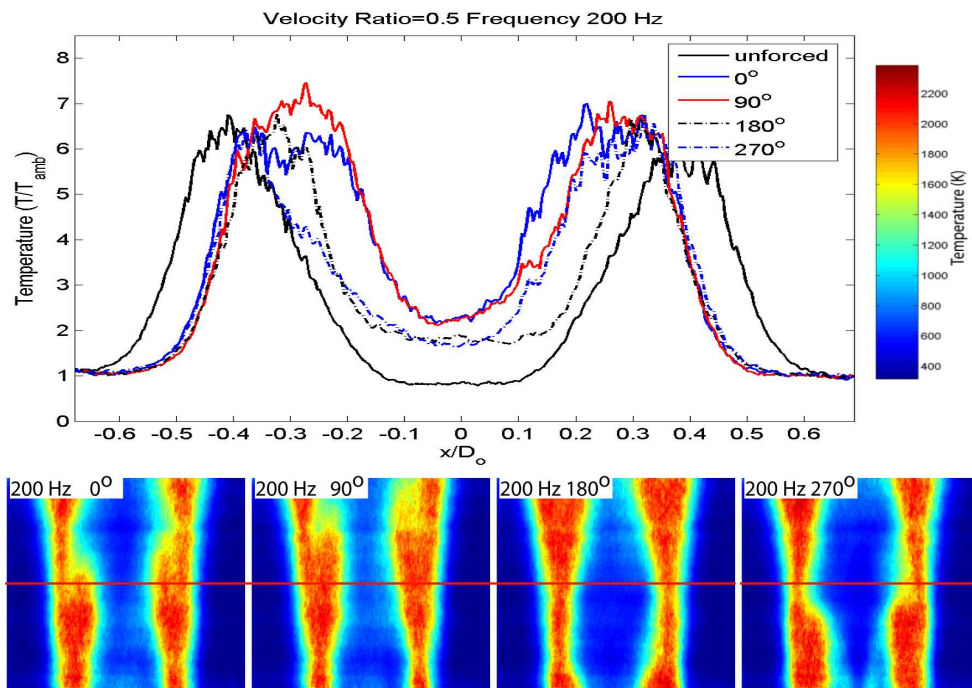 Velocity Ratio=0.5 Frequency 200 Hz
8
7
6
5
4
3
2
1
0
Temperature (T/T_amb)
-0.6 -0.5 -0.4 -0.3 -0.2 -0.1 0 0.1 0.2 0.3 0.4 0.5 0.6
x/D_o
unforced
0°
90°
180°
270°
2200
2000
1800
1600
1400
1200
1000
800
600
400
Temperature (K)
200 Hz 0°
200 Hz 90°
200 Hz 180°
200 Hz 270°